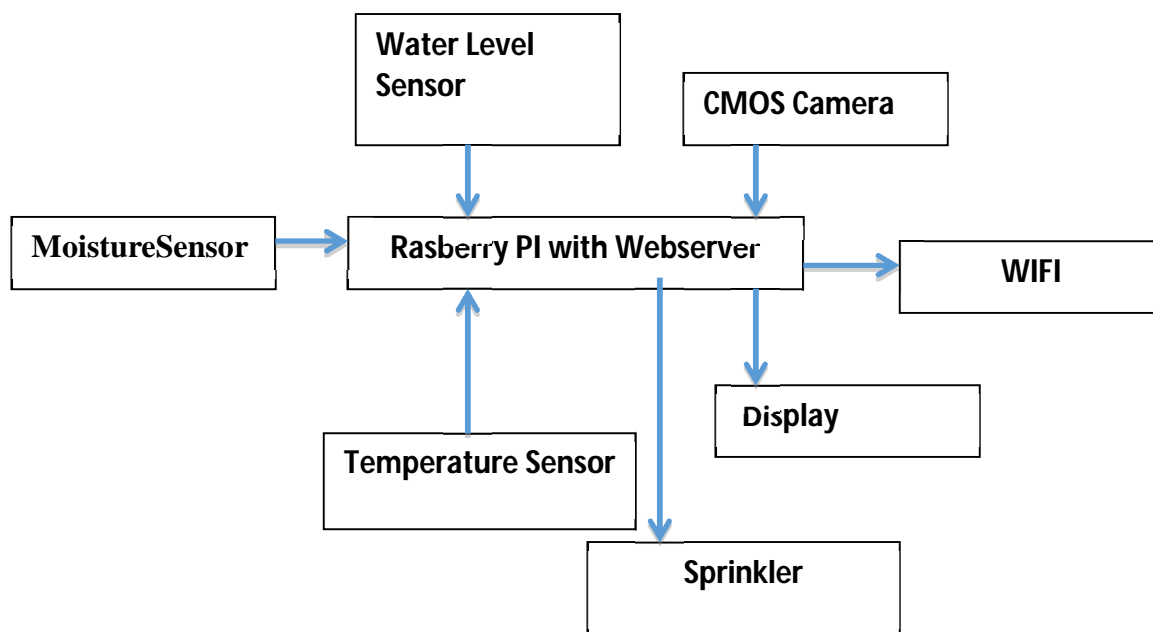 Water Level
Sensor
CMOS Camera
MoistureSensor
Rasberry PI with Webserver
WIFI
Display
Temperature Sensor
Sprinkler